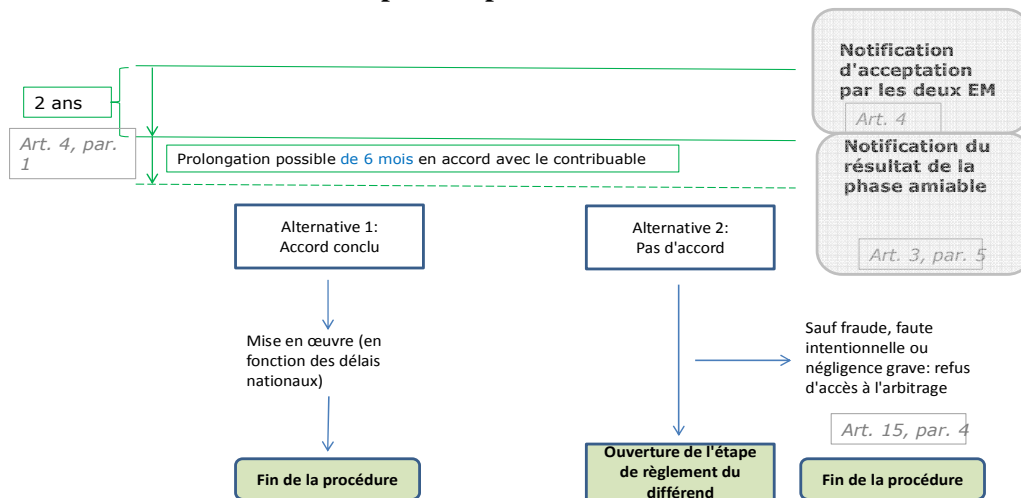 Notification
d'acceptation
par les deux EM
Art. 4
2 ans
Art. 4, par.
1
Prolongation possible de 6 mois en accord avec le contribuable
Notification du
résultat de la
phase amiable
Art. 3, par. 5
Alternative 1:
Accord conclu
Alternative 2:
Pas d'accord
Mise en œuvre (en
fonction des délais
nationaux)
Sauf fraude, faute
intentionnelle ou
négligence grave: refus
d'accès à l'arbitrage
Art. 15, par. 4
Fin de la procédure
Ouverture de l'étape
de règlement du
différend
Fin de la procédure